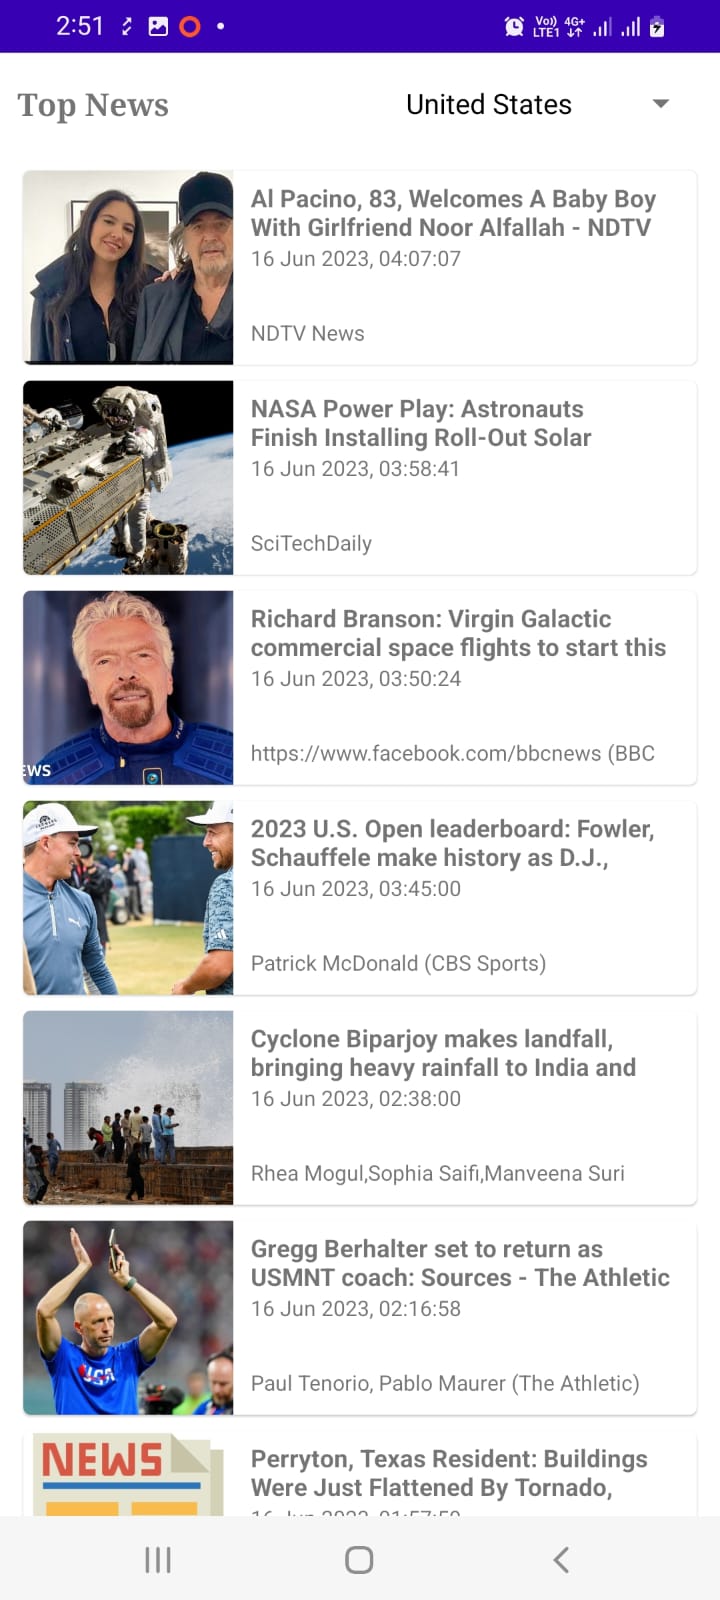 2:51
Vo)) LTE1 4G+
Top News
United States
Al Pacino, 83, Welcomes A Baby Boy
With Girlfriend Noor Alfallah - NDTV
16 Jun 2023, 04:07:07
NDTV News
NASA Power Play: Astronauts
Finish Installing Roll-Out Solar
16 Jun 2023, 03:58:41
SciTechDaily
Richard Branson: Virgin Galactic
commercial space flights to start this
16 Jun 2023, 03:50:24
https://www.facebook.com/bbcnews (BBC
EWS
2023 U.S. Open leaderboard: Fowler,
Schauffele make history as D.J.,
16 Jun 2023, 03:45:00
Patrick McDonald (CBS Sports)
Cyclone Biparjoy makes landfall,
bringing heavy rainfall to India and
16 Jun 2023, 02:38:00
Rhea Mogul,Sophia Saifi,Manveena Suri
Gregg Berhalter set to return as
USMNT coach: Sources - The Athletic
16 Jun 2023, 02:16:58
Paul Tenorio, Pablo Maurer (The Athletic)
USA
NEWS
Perryton, Texas Resident: Buildings
Were Just Flattened By Tornado,
16 Jun 2023, 01:57:59